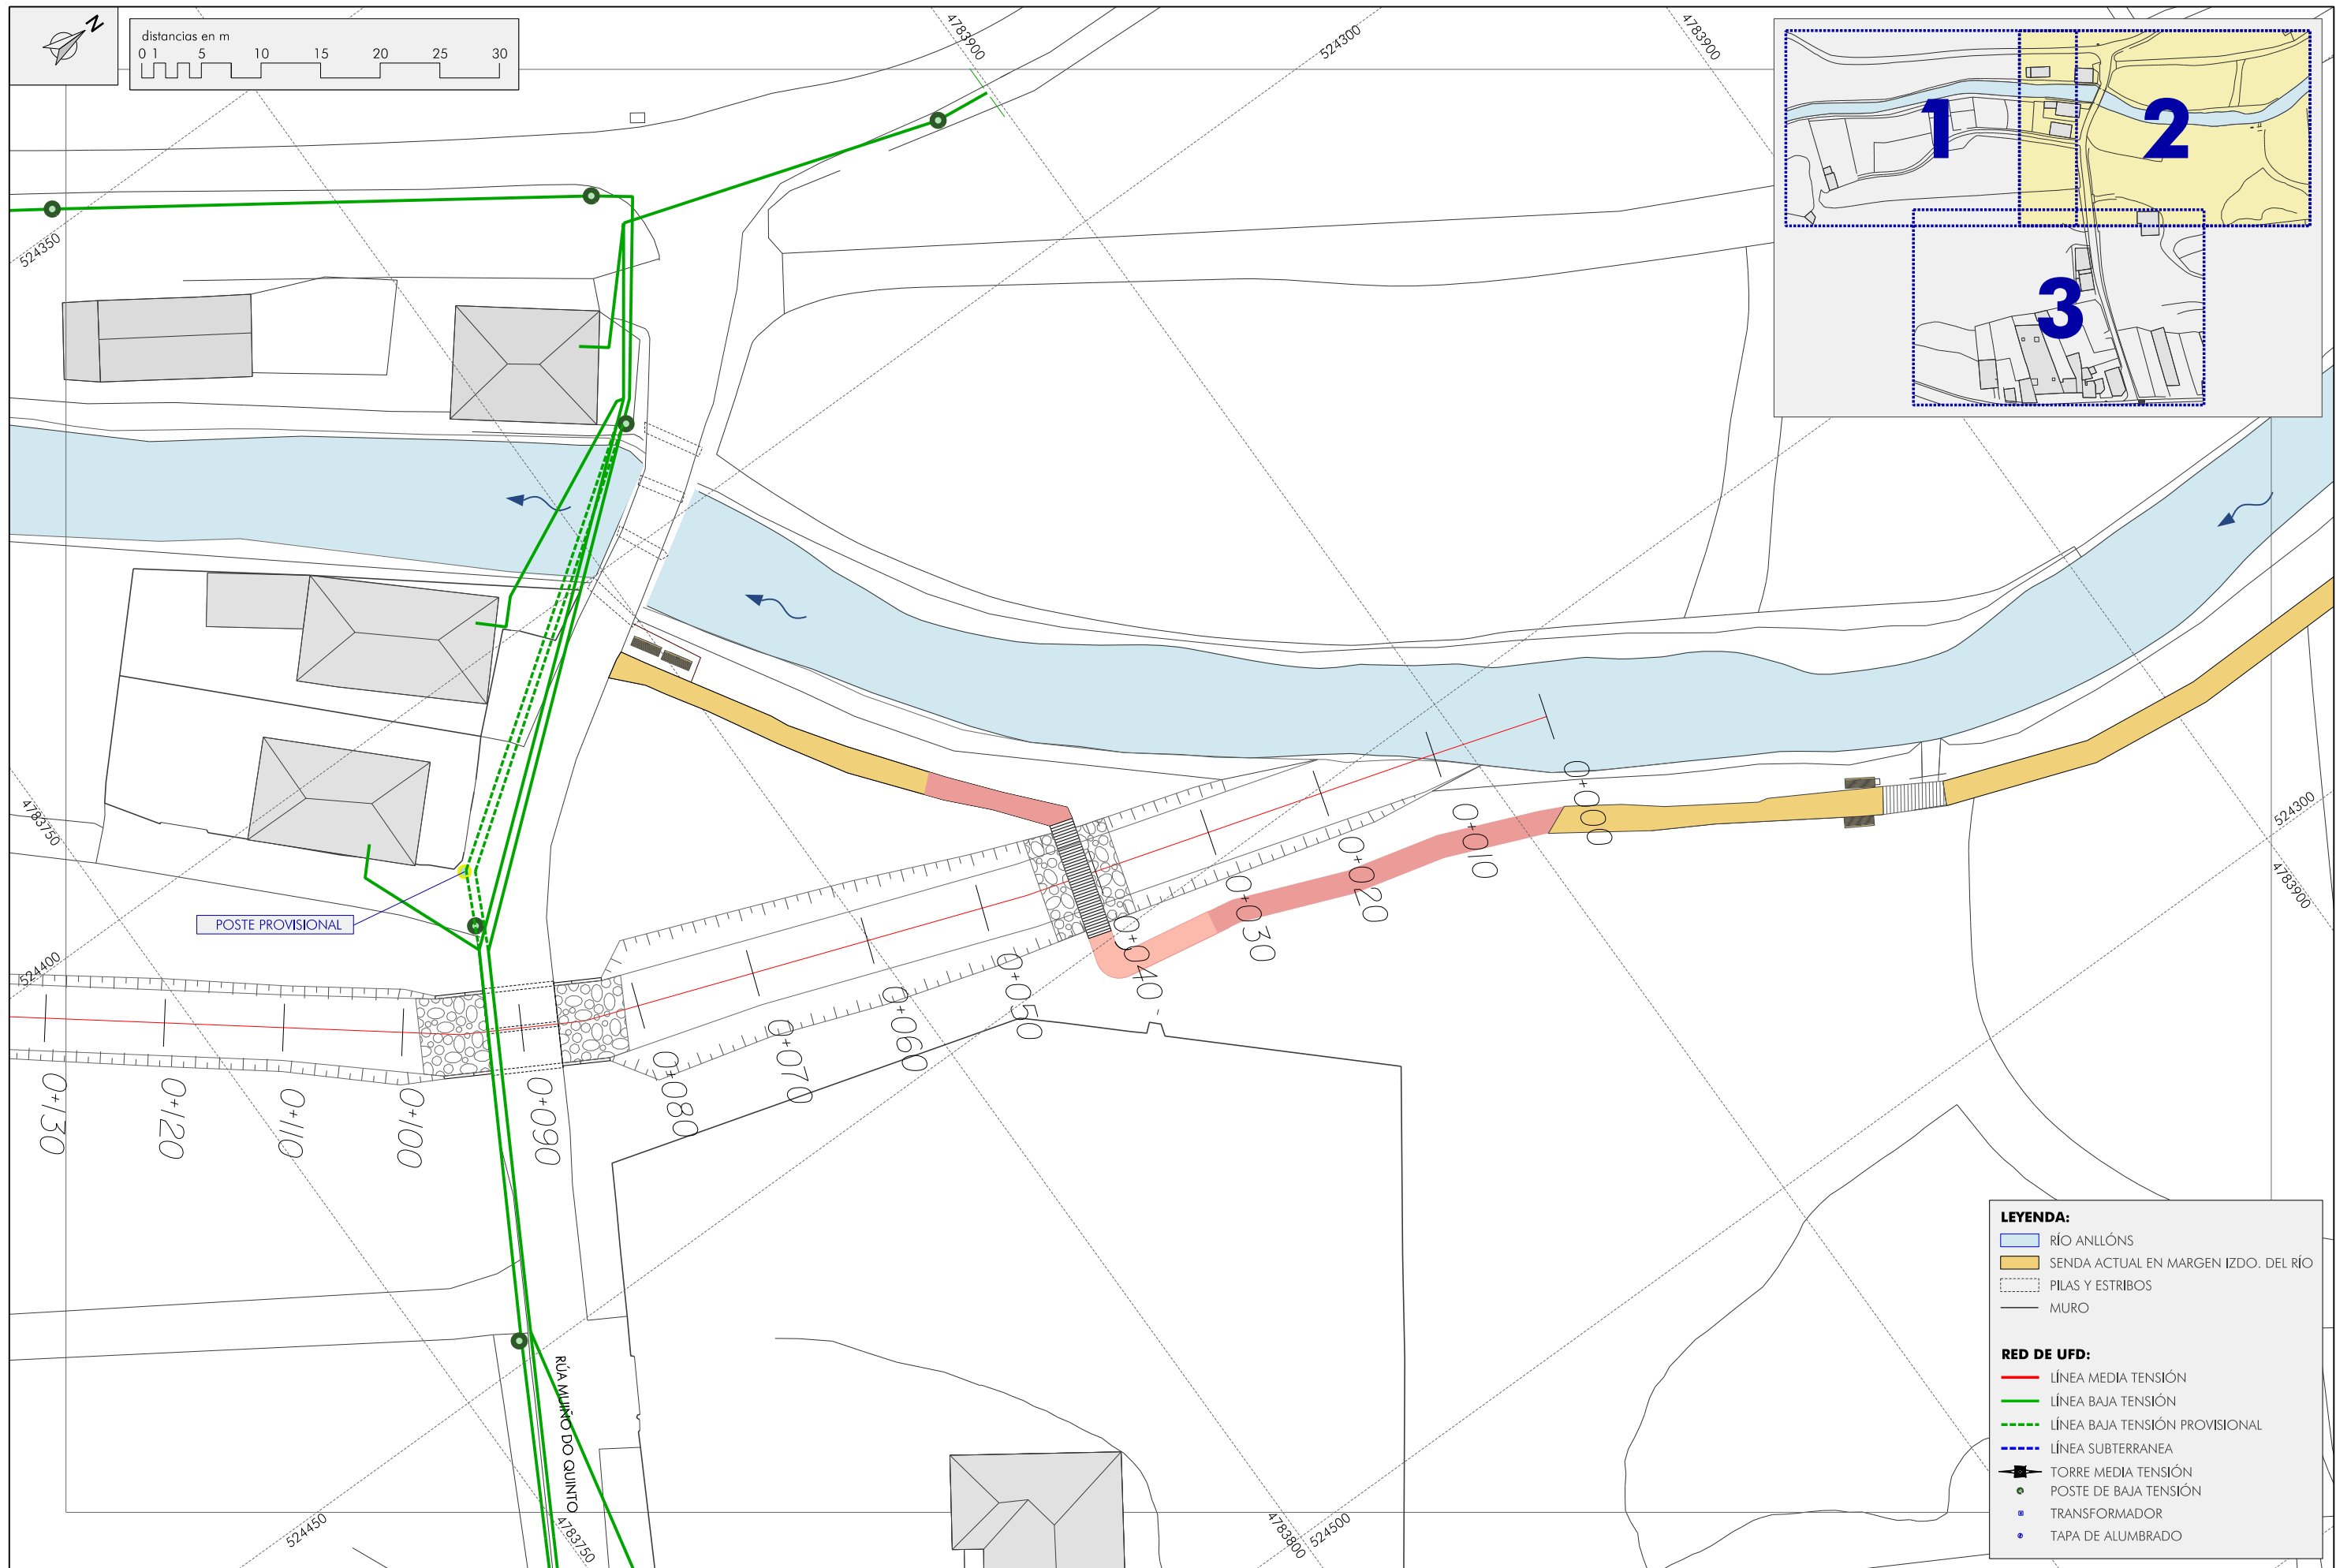 N
distancias en m
0 1 5 10 15 20 25 30
4783900
524300
4783900
1
2
3
524350
POSTE PROVISIONAL
4783750
524400
524300
4783900
0+000
0+010
0+020
0+030
0+040
0+050
0+060
0+070
0+080
0+090
0+100
0+110
0+120
0+130
RÚA MUIÑO DO QUINTO
524450
4783750
4783800
524500
LEYENDA:
RÍO ANLLÓNS
SENDA ACTUAL EN MARGEN IZDO. DEL RÍO
PILAS Y ESTRIBOS
MURO
RED DE UFD:
LÍNEA MEDIA TENSIÓN
LÍNEA BAJA TENSIÓN
LÍNEA BAJA TENSIÓN PROVISIONAL
LÍNEA SUBTERRANEA
TORRE MEDIA TENSIÓN
POSTE DE BAJA TENSIÓN
TRANSFORMADOR
TAPA DE ALUMBRADO